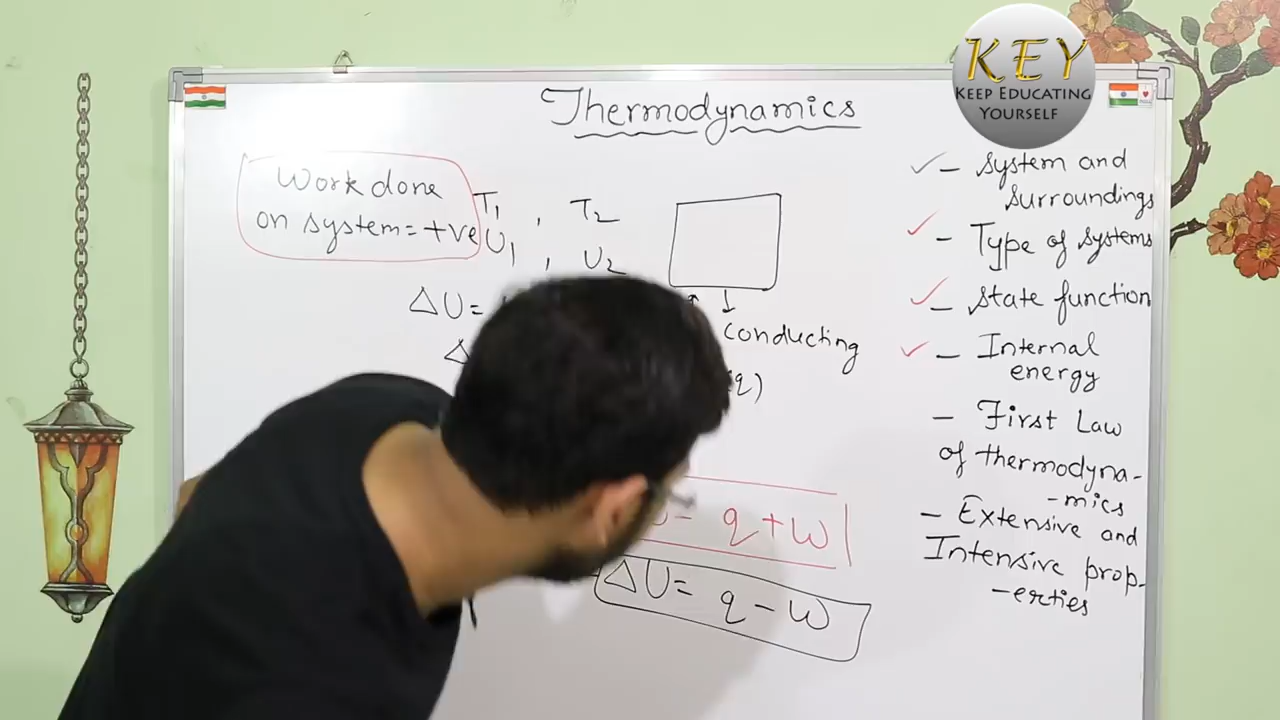 KEY
KEEP EDUCATING
YOURSELF
Thermodynamics
Work done
on system = +ve
T1 , T2
U1 , U2
ΔU =
Δ
conducting
q)
U = q + W
ΔU = q - W
✓ - System and
Surroundings
✓ - Type of systems
✓ - State function
✓ - Internal
energy
- First Law
of thermodyna-
-mics
- Extensive and
Intensive prop-
-erties